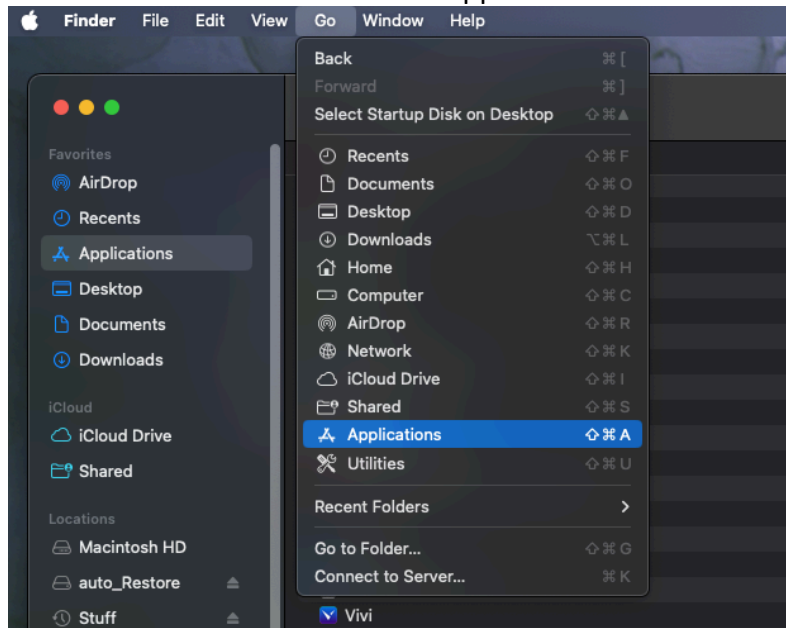 Finder File Edit View Go Window Help
Back ⌘ [
Forward ⌘ ]
Select Startup Disk on Desktop ⇧⌘▲
Recents ⇧⌘ F
Documents ⇧⌘ O
Desktop ⇧⌘ D
Downloads ⌥⌘ L
Home ⇧⌘ H
Computer ⇧⌘ C
AirDrop ⇧⌘ R
Network ⇧⌘ K
iCloud Drive ⇧⌘ I
Shared ⇧⌘ S
Applications ⇧⌘ A
Utilities ⇧⌘ U
Recent Folders
Go to Folder... ⇧⌘ G
Connect to Server... ⌘ K
Favorites
AirDrop
Recents
Applications
Desktop
Documents
Downloads
iCloud
iCloud Drive
Shared
Locations
Macintosh HD
auto_Restore
Stuff
Vivi